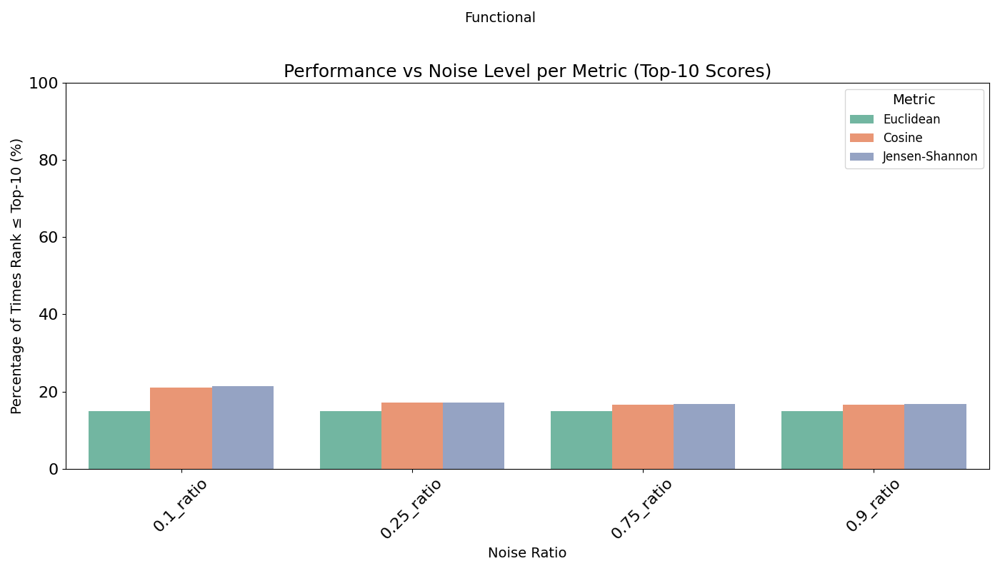 Functional
Performance vs Noise Level per Metric (Top-10 Scores)
Percentage of Times Rank ≤ Top-10 (%)
100
80
60
40
20
0
Metric
Euclidean
Cosine
Jensen-Shannon
0.1_ratio
0.25_ratio
0.75_ratio
0.9_ratio
Noise Ratio